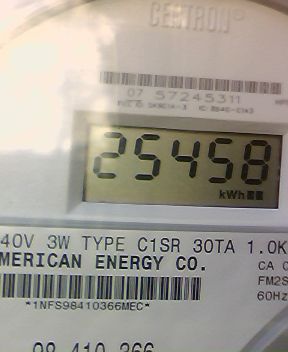 CENTRON®
07 57245311
25458
kWh
40V 3W TYPE C1SR 30TA 1.0K
MERICAN ENERGY CO.
CA 0
FM2S
60Hz
*1NFS98410366MEC*
98 410 366